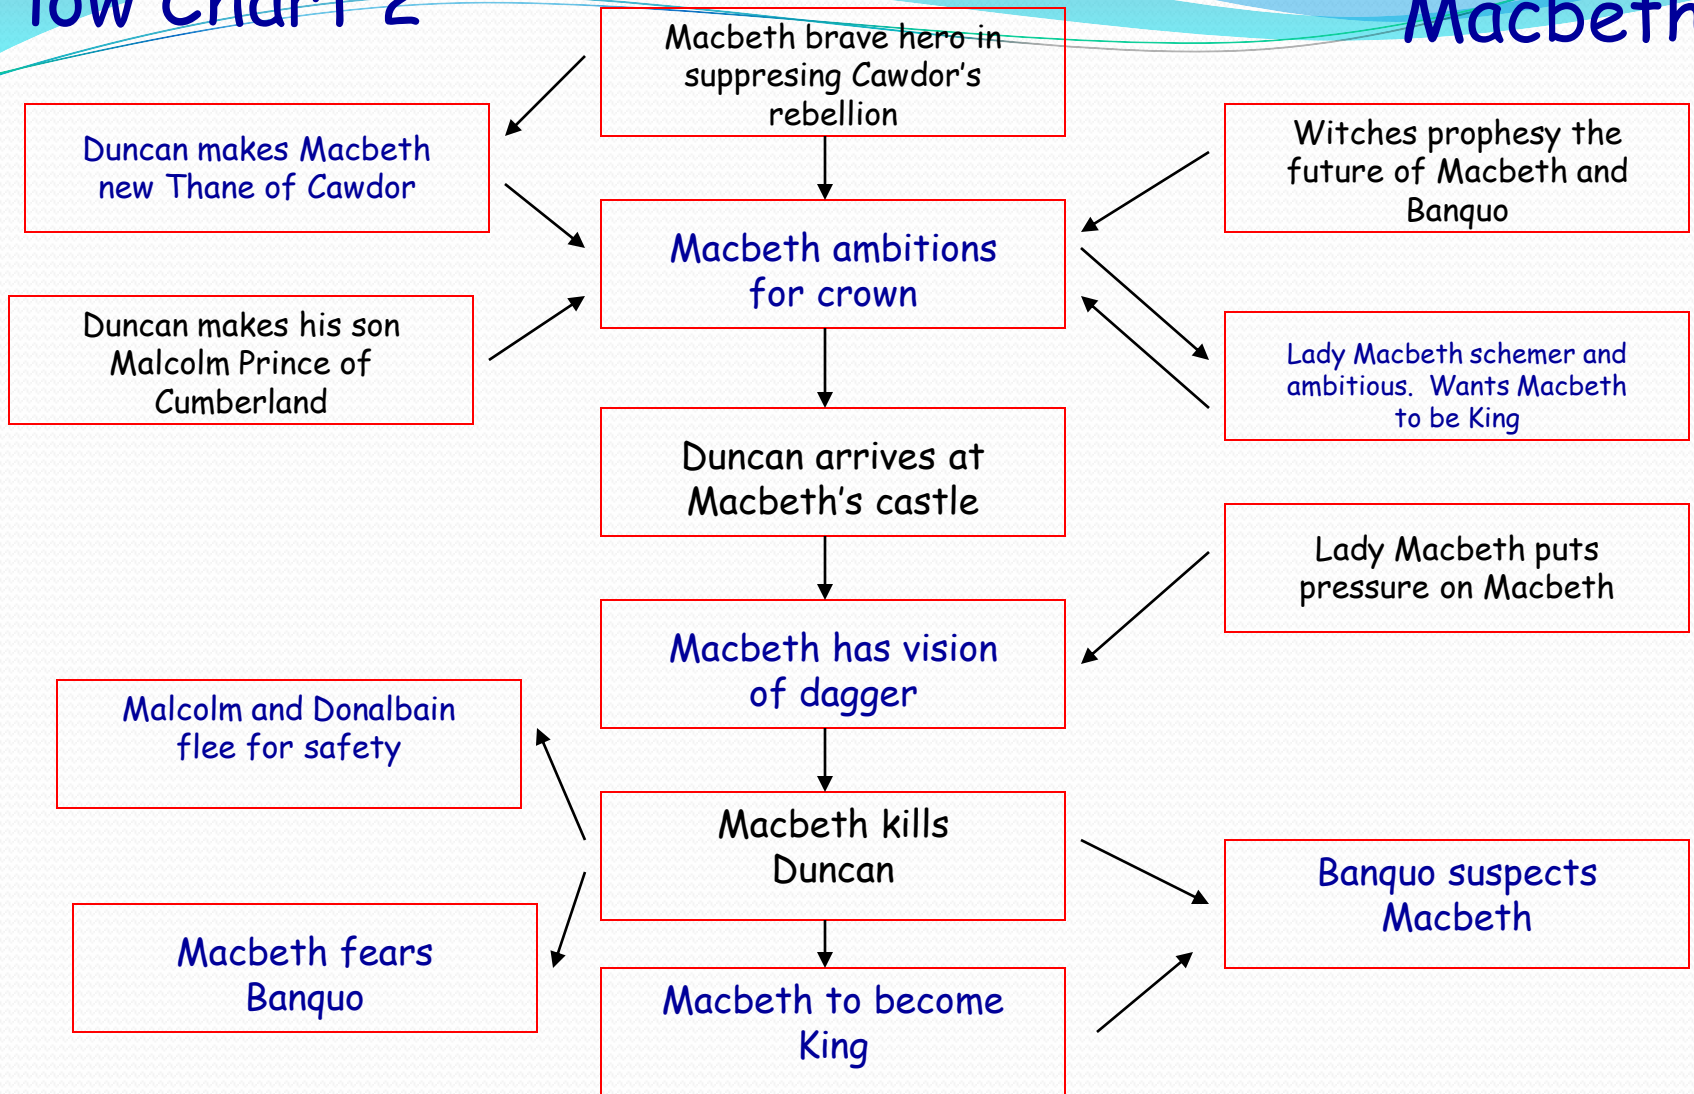 low Chart 2
Macbeth
Macbeth brave hero in
suppresing Cawdor's
rebellion
Duncan makes Macbeth
new Thane of Cawdor
Witches prophesy the
future of Macbeth and
Banquo
Macbeth ambitions
for crown
Duncan makes his son
Malcolm Prince of
Cumberland
Lady Macbeth schemer and
ambitious. Wants Macbeth
to be King
Duncan arrives at
Macbeth's castle
Lady Macbeth puts
pressure on Macbeth
Macbeth has vision
of dagger
Malcolm and Donalbain
flee for safety
Macbeth kills
Duncan
Banquo suspects
Macbeth
Macbeth fears
Banquo
Macbeth to become
King